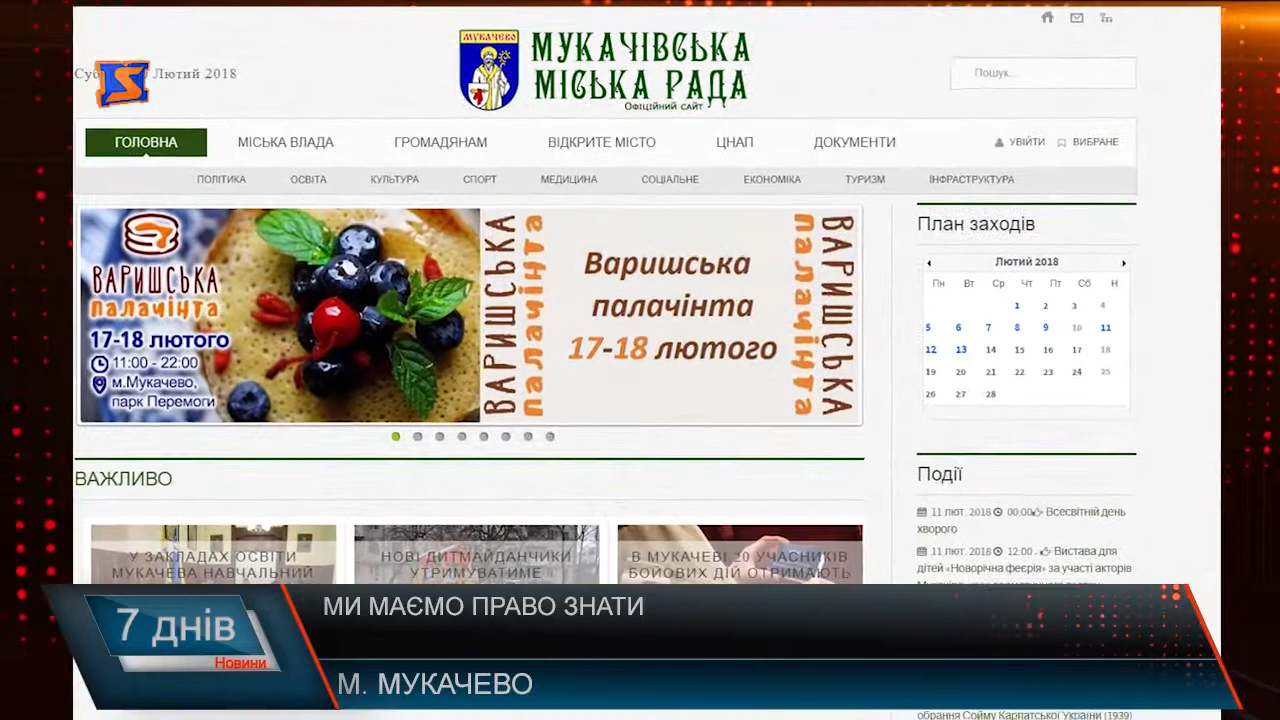 МУКАЧЕВО
МУКАЧІВСЬКА
МІСЬКА РАДА
Офіційний сайт
Лютий 2018
Пошук...
ГОЛОВНА МІСЬКА ВЛАДА ГРОМАДЯНАМ ВІДКРИТЕ МІСТО ЦНАП ДОКУМЕНТИ УВІЙТИ ВИБРАНЕ
ПОЛІТИКА ОСВІТА КУЛЬТУРА СПОРТ МЕДИЦИНА СОЦІАЛЬНЕ ЕКОНОМІКА ТУРИЗМ ІНФРАСТРУКТУРА
ВАРИШСЬКА
палачінта
17-18 лютого
11:00 - 22:00
м.Мукачево,
парк Перемоги
ВАРИШСЬКА
палачінта
Варишська
палачінта
17-18 лютого
палачінта
ВАРИШСЬКА
План заходів
Лютий 2018
Пн Вт Ср Чт Пт Сб Н
1 2 3 4
5 6 7 8 9 10 11
12 13 14 15 16 17 18
19 20 21 22 23 24 25
26 27 28
ВАЖЛИВО
У ЗАКЛАДАХ ОСВІТИ
МУКАЧЕВА НАВЧАЛЬНИЙ
НОВІ ДИТМАЙДАНЧИКИ
УТРИМУВАТИМЕ
В МУКАЧЕВІ 20 УЧАСНИКІВ
БОЙОВИХ ДІЙ ОТРИМАЮТЬ
Події
11 лют. 2018 00:00 Всесвітній день
хворого
11 лют. 2018 12:00 - Вистава для
дітей «Новорічна феєрія» за участі акторів
7 днів
Новини
МИ МАЄМО ПРАВО ЗНАТИ
М. МУКАЧЕВО
обрання Сойму Карпатської України (1939)